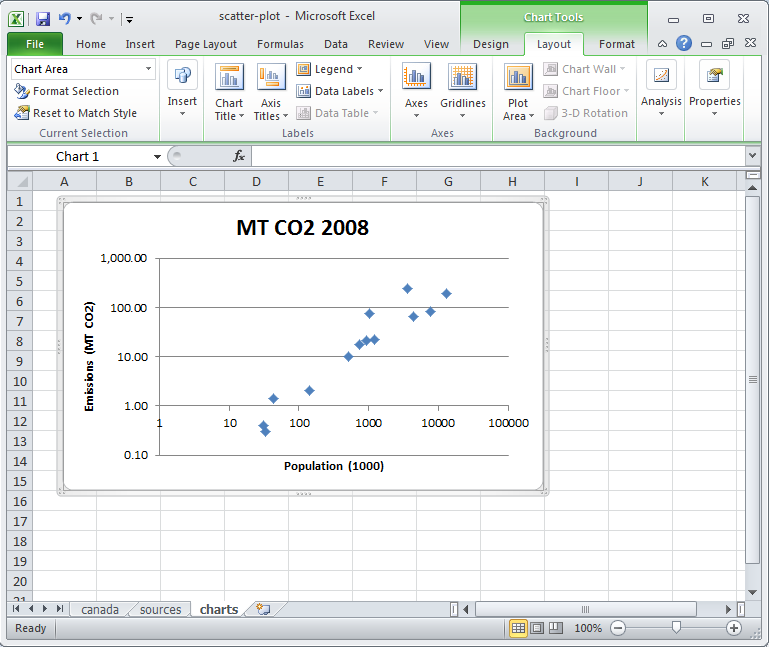 scatter-plot - Microsoft Excel
Chart Tools
File Home Insert Page Layout Formulas Data Review View Design Layout Format
Chart Area
Format Selection
Reset to Match Style
Current Selection
Insert
Chart Title
Axis Titles
Legend
Data Labels
Data Table
Labels
Axes
Gridlines
Axes
Plot Area
Chart Wall
Chart Floor
3-D Rotation
Background
Analysis
Properties
Chart 1
fx
A B C D E F G H I J K
1
2
3
4
5
6
7
8
9
10
11
12
13
14
15
16
17
18
19
20
21
MT CO2 2008
Emissions (MT CO2)
1,000.00
100.00
10.00
1.00
0.10
1 10 100 1000 10000 100000
Population (1000)
canada sources charts
Ready
100%